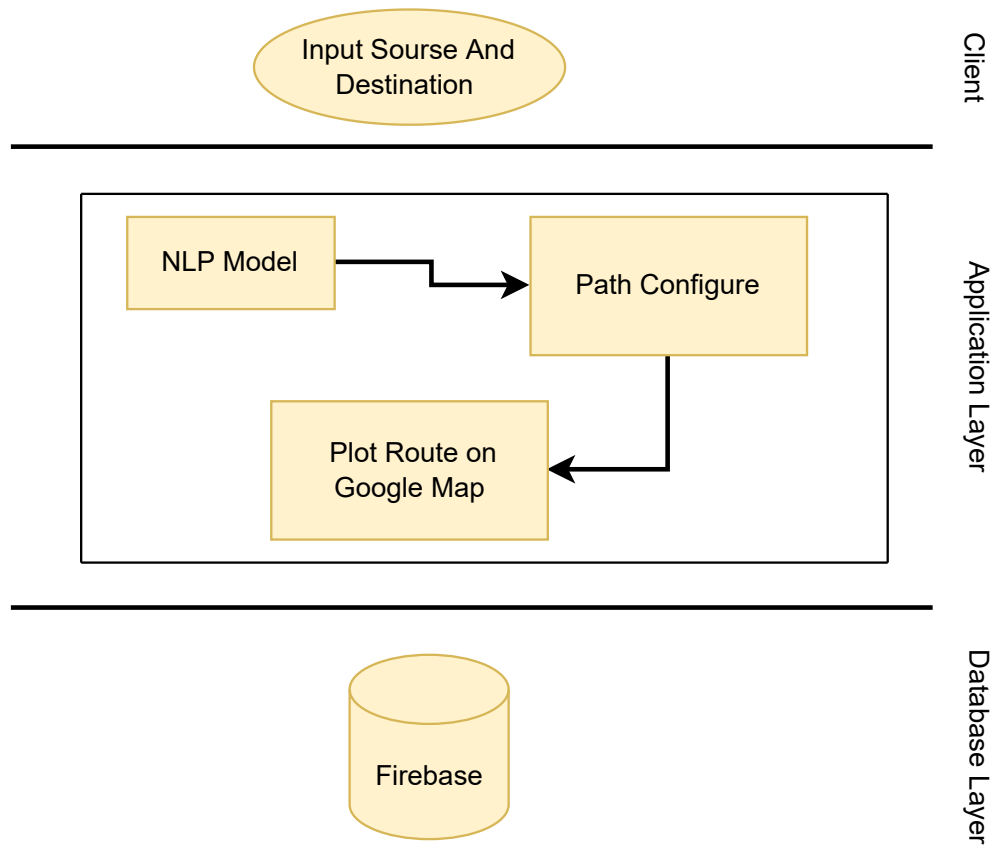 Input Sourse And
Destination
Client
NLP Model
Path Configure
Plot Route on
Google Map
Application Layer
Firebase
Database Layer